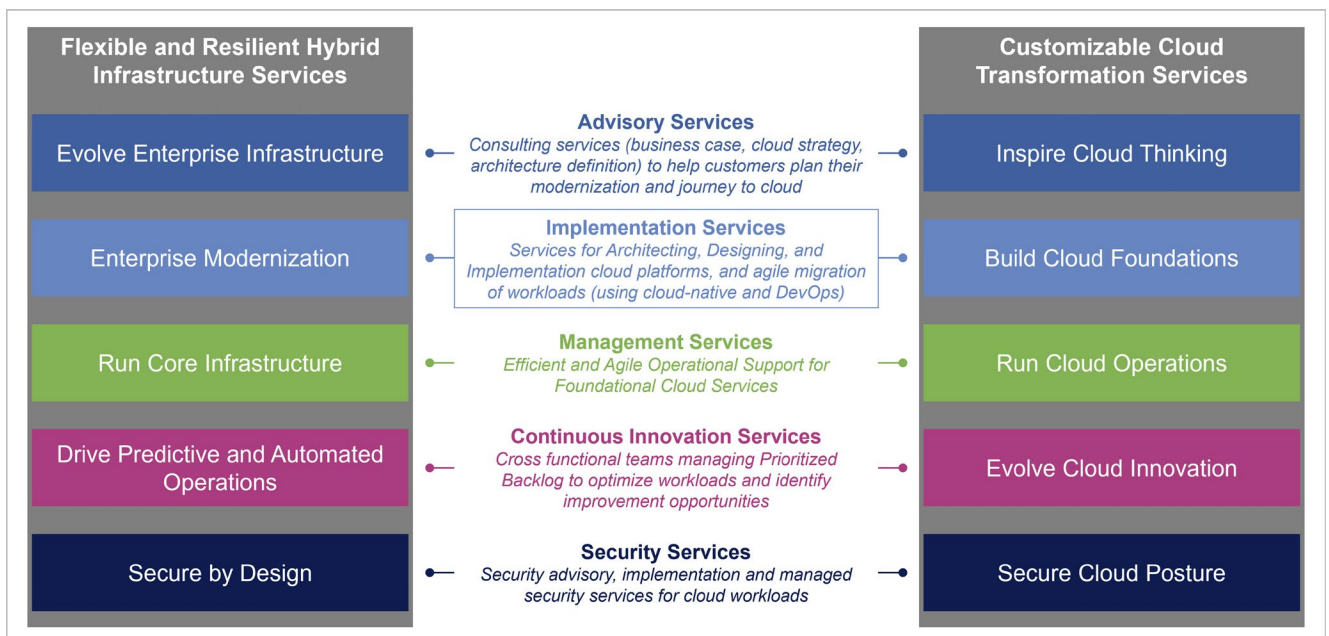 Flexible and Resilient Hybrid
Infrastructure Services
Evolve Enterprise Infrastructure
Enterprise Modernization
Run Core Infrastructure
Drive Predictive and Automated
Operations
Secure by Design
Advisory Services
Consulting services (business case, cloud strategy,
architecture definition) to help customers plan their
modernization and journey to cloud
Implementation Services
Services for Architecting, Designing, and
Implementation cloud platforms, and agile migration
of workloads (using cloud-native and DevOps)
Management Services
Efficient and Agile Operational Support for
Foundational Cloud Services
Continuous Innovation Services
Cross functional teams managing Prioritized
Backlog to optimize workloads and identify
improvement opportunities
Security Services
Security advisory, implementation and managed
security services for cloud workloads
Customizable Cloud
Transformation Services
Inspire Cloud Thinking
Build Cloud Foundations
Run Cloud Operations
Evolve Cloud Innovation
Secure Cloud Posture